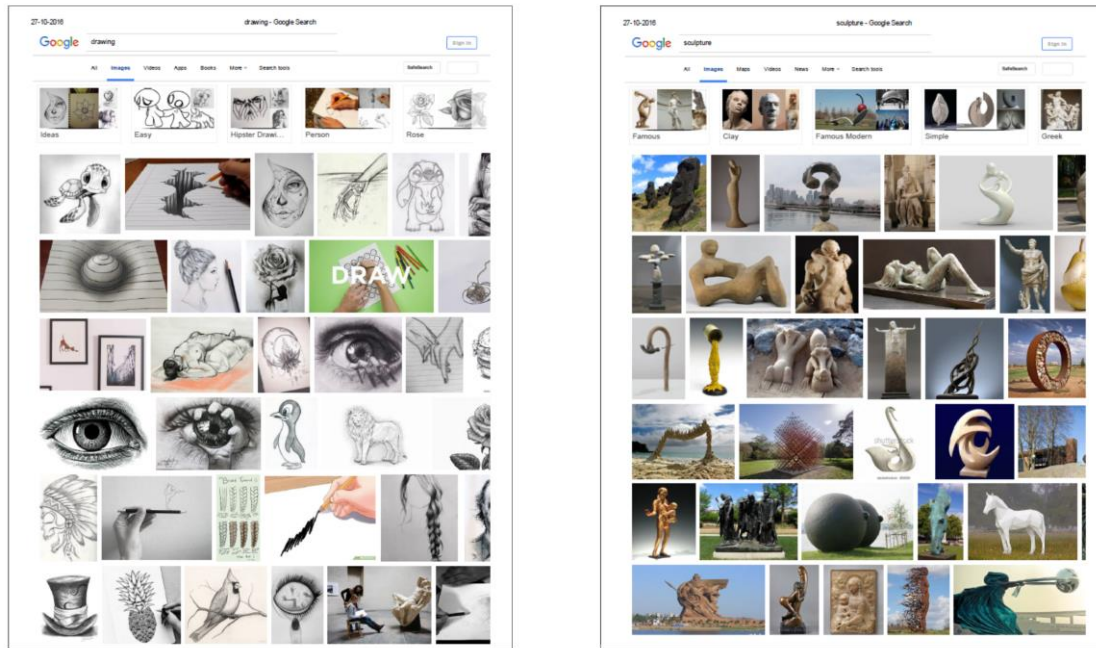 27-10-2016
drawing - Google Search
Google
drawing
Sign in
All Images Videos Apps Books More Search tools
SafeSearch
Ideas
Easy
Hipster Drawi...
Person
Rose
DRAW
27-10-2016
sculpture - Google Search
Google
sculpture
Sign in
All Images Maps Videos News More Search tools
SafeSearch
Famous
Clay
Famous Modern
Simple
Greek